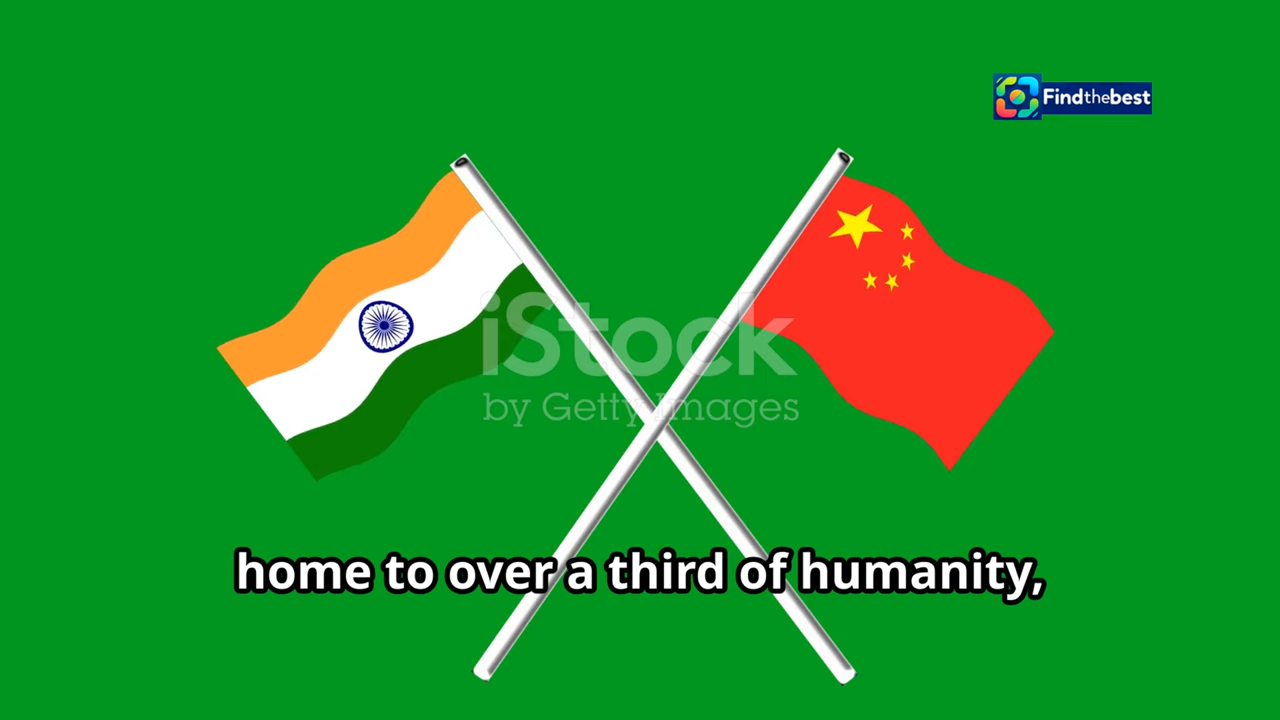 Findthebest
iStock
by Getty Images
home to over a third of humanity,